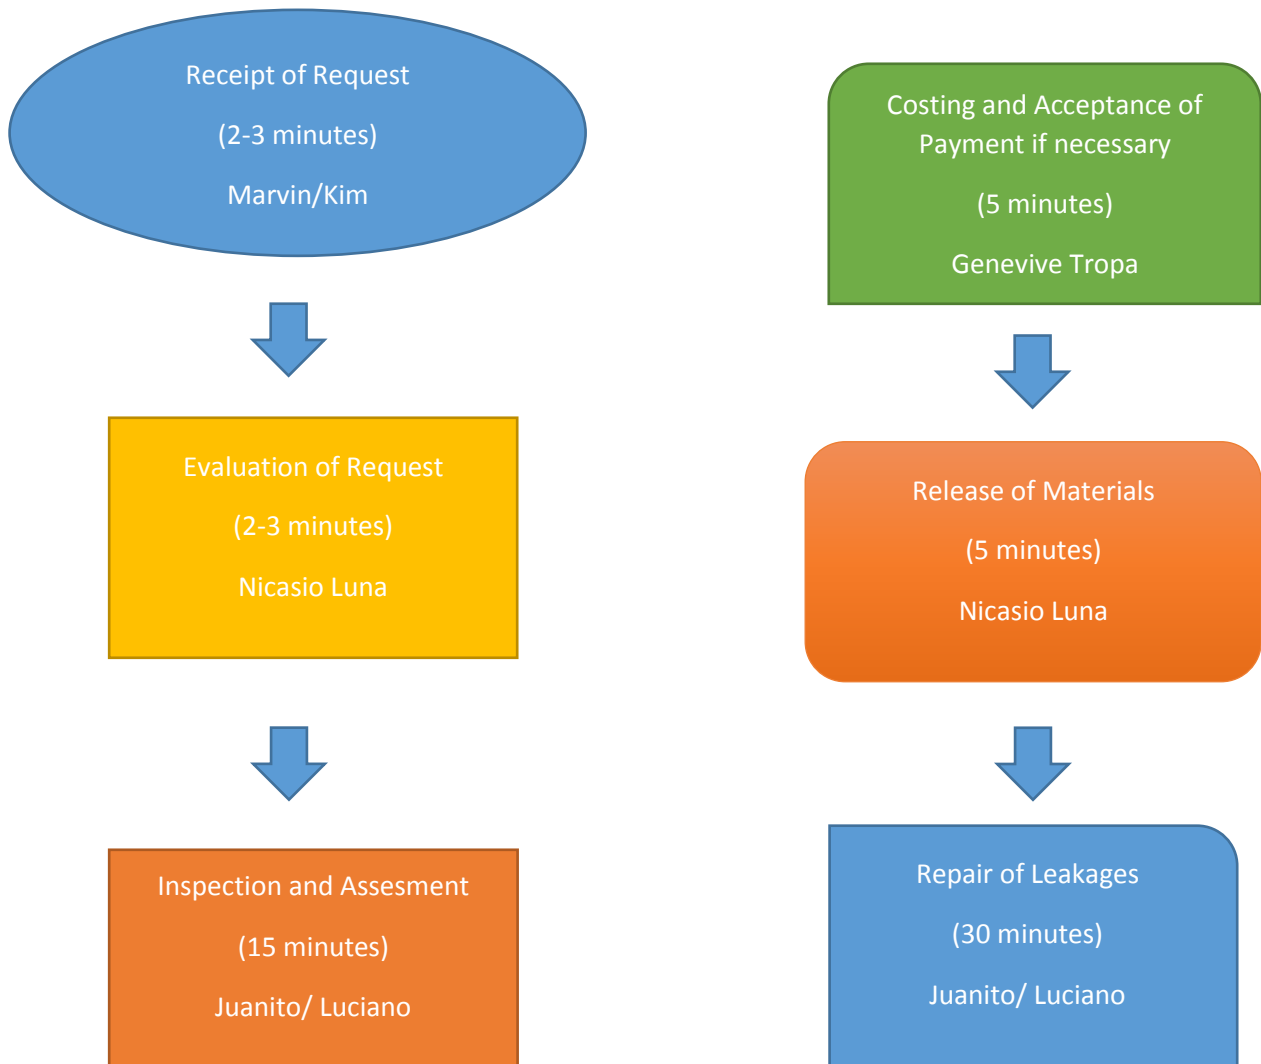 Receipt of Request
(2-3 minutes)
Marvin/Kim
Evaluation of Request
(2-3 minutes)
Nicasio Luna
Inspection and Assesment
(15 minutes)
Juanito/ Luciano
Costing and Acceptance of
Payment if necessary
(5 minutes)
Genevive Tropa
Release of Materials
(5 minutes)
Nicasio Luna
Repair of Leakages
(30 minutes)
Juanito/ Luciano